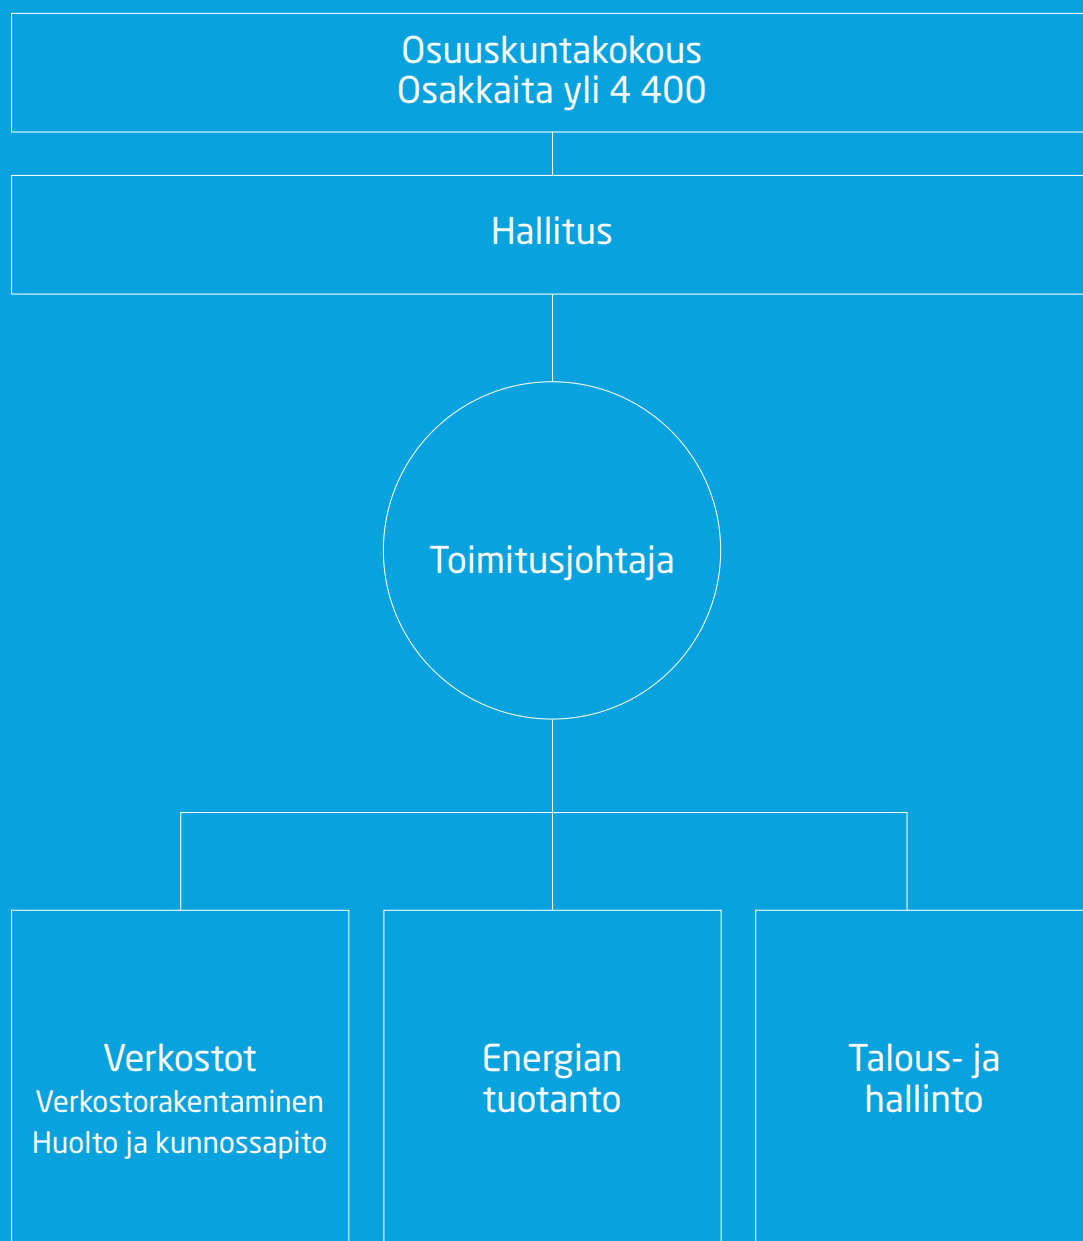 Osuuskuntakokous
Osakkaita yli 4 400
Hallitus
Toimitusjohtaja
Verkostot
Verkostorakentaminen
Huolto ja kunnossapito
Energian
tuotanto
Talous- ja
hallinto